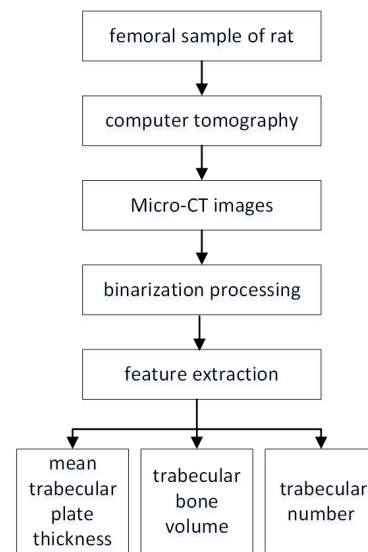 femoral sample of rat
computer tomography
Micro-CT images
binarization processing
feature extraction
mean
trabecular
plate
thickness
trabecular
bone
volume
trabecular
number